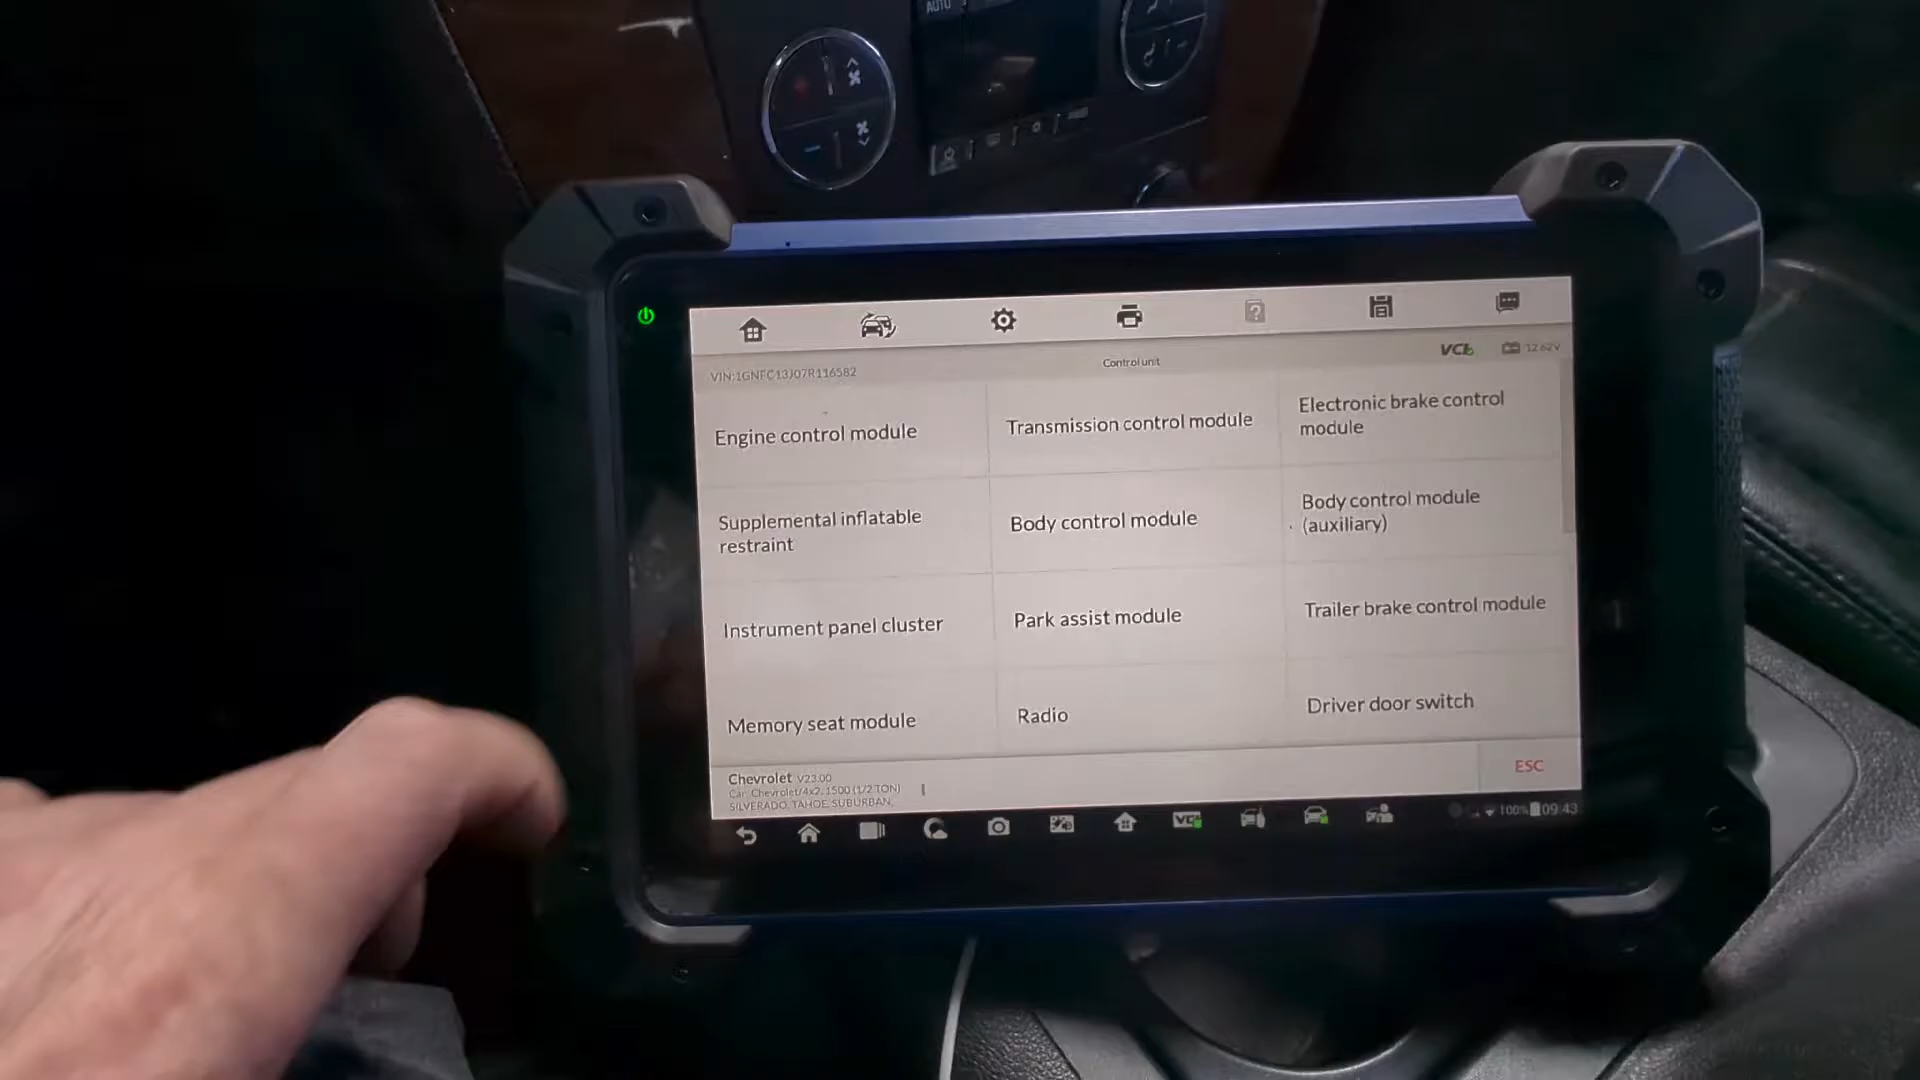 AUTO
VIN:1GNFC13J07R116582
Control unit
VCI
12.62V
Engine control module
Transmission control module
Electronic brake control
module
Supplemental inflatable
restraint
Body control module
Body control module
(auxiliary)
Instrument panel cluster
Park assist module
Trailer brake control module
Memory seat module
Radio
Driver door switch
Chevrolet V23.00
Car: Chevrolet/4x2, 1500 (1/2 TON)
SILVERADO, TAHOE, SUBURBAN,
ESC
100%
09:43